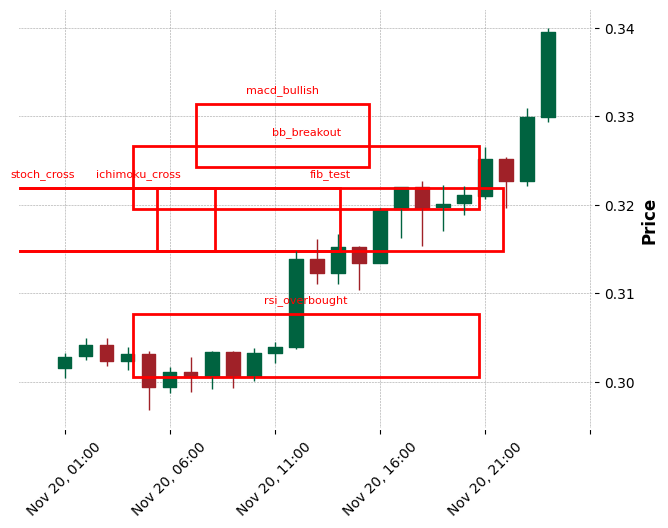 0.34
macd_bullish
0.33
bb_breakout
stoch_cross ichimoku_cross fib_test
0.32
Price
0.31
rsi_overbought
0.30
Nov 20, 01:00 Nov 20, 06:00 Nov 20, 11:00 Nov 20, 16:00 Nov 20, 21:00